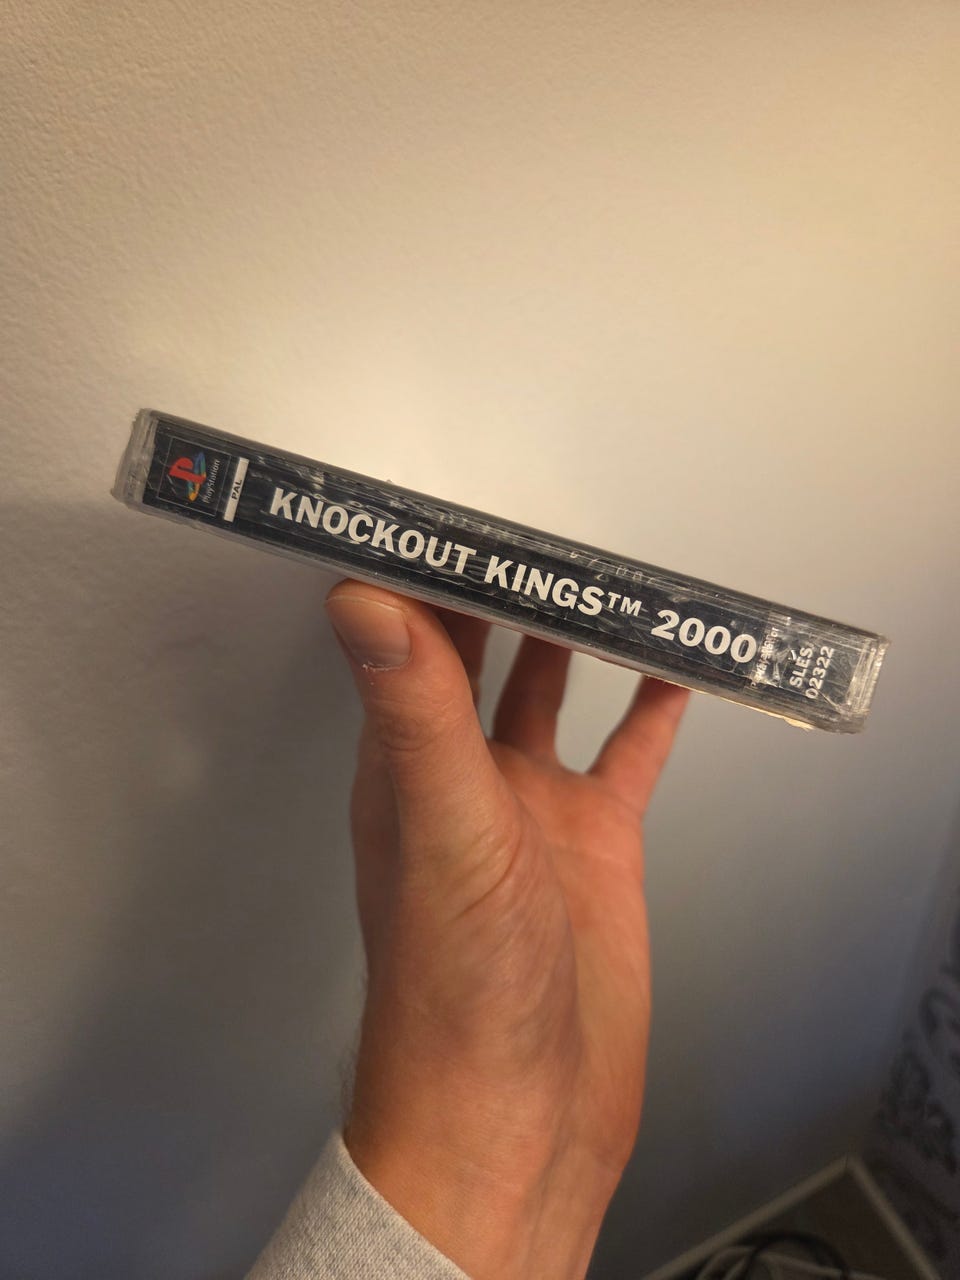 PlayStation
PAL
KNOCKOUT KINGS™ 2000
SLES
02322